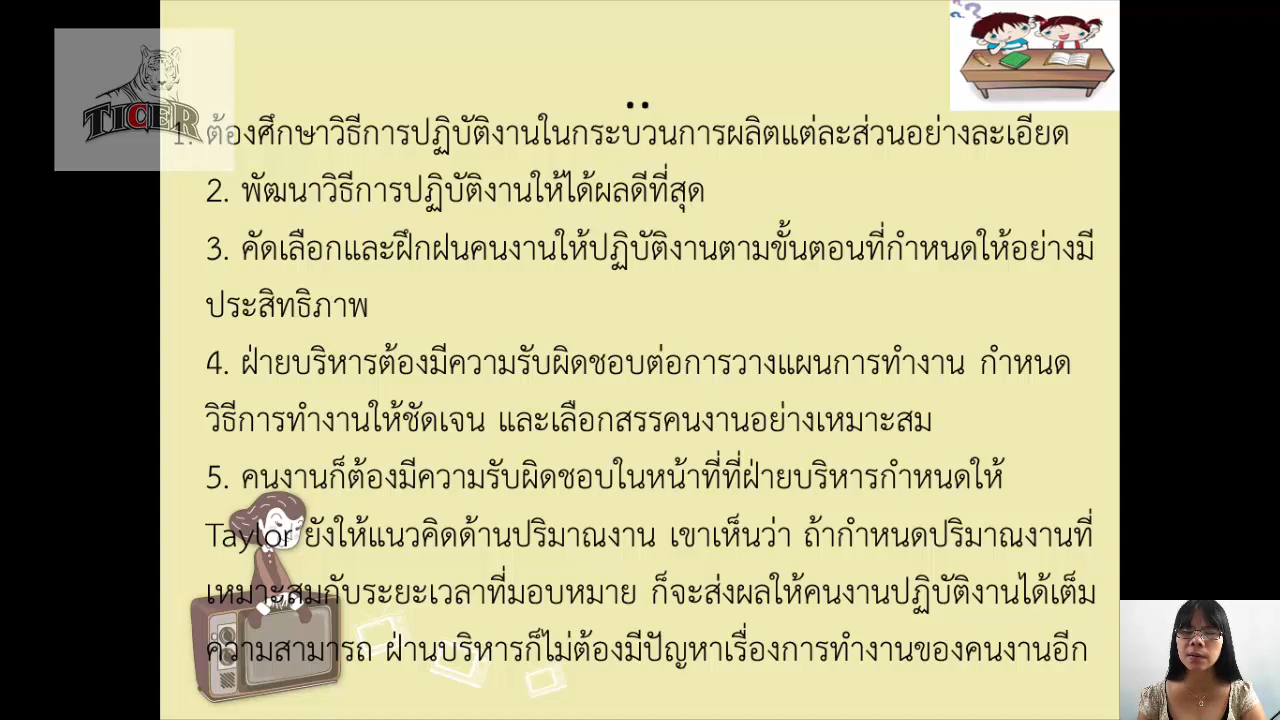 TICER
..
1. ต้องศึกษาวิธีการปฏิบัติงานในกระบวนการผลิตแต่ละส่วนอย่างละเอียด
2. พัฒนาวิธีการปฏิบัติงานให้ได้ผลดีที่สุด
3. คัดเลือกและฝึกฝนคนงานให้ปฏิบัติงานตามขั้นตอนที่กำหนดให้อย่างมี
ประสิทธิภาพ
4. ฝ่ายบริหารต้องมีความรับผิดชอบต่อการวางแผนการทำงาน กำหนด
วิธีการทำงานให้ชัดเจน และเลือกสรรคนงานอย่างเหมาะสม
5. คนงานก็ต้องมีความรับผิดชอบในหน้าที่ที่ฝ่ายบริหารกำหนดให้
Taylor ยังให้แนวคิดด้านปริมาณงาน เขาเห็นว่า ถ้ากำหนดปริมาณงานที่
เหมาะสมกับระยะเวลาที่มอบหมาย ก็จะส่งผลให้คนงานปฏิบัติงานได้เต็ม
ความสามารถ ฝ่านบริหารก็ไม่ต้องมีปัญหาเรื่องการทำงานของคนงานอีก